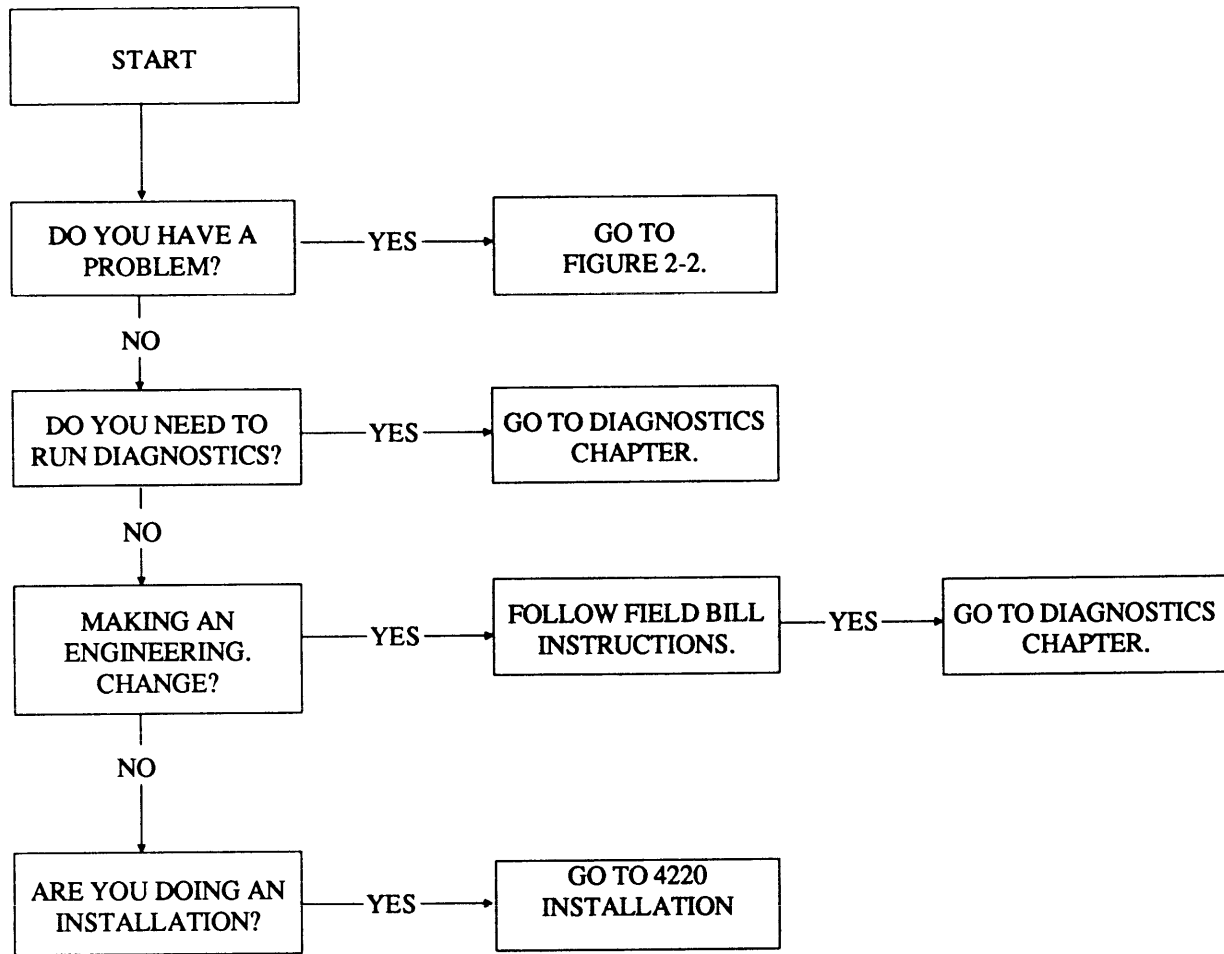 START
DO YOU HAVE A
PROBLEM?
YES
GO TO
FIGURE 2-2.
NO
DO YOU NEED TO
RUN DIAGNOSTICS?
YES
GO TO DIAGNOSTICS
CHAPTER.
NO
MAKING AN
ENGINEERING.
CHANGE?
YES
FOLLOW FIELD BILL
INSTRUCTIONS.
YES
GO TO DIAGNOSTICS
CHAPTER.
NO
ARE YOU DOING AN
INSTALLATION?
YES
GO TO 4220
INSTALLATION